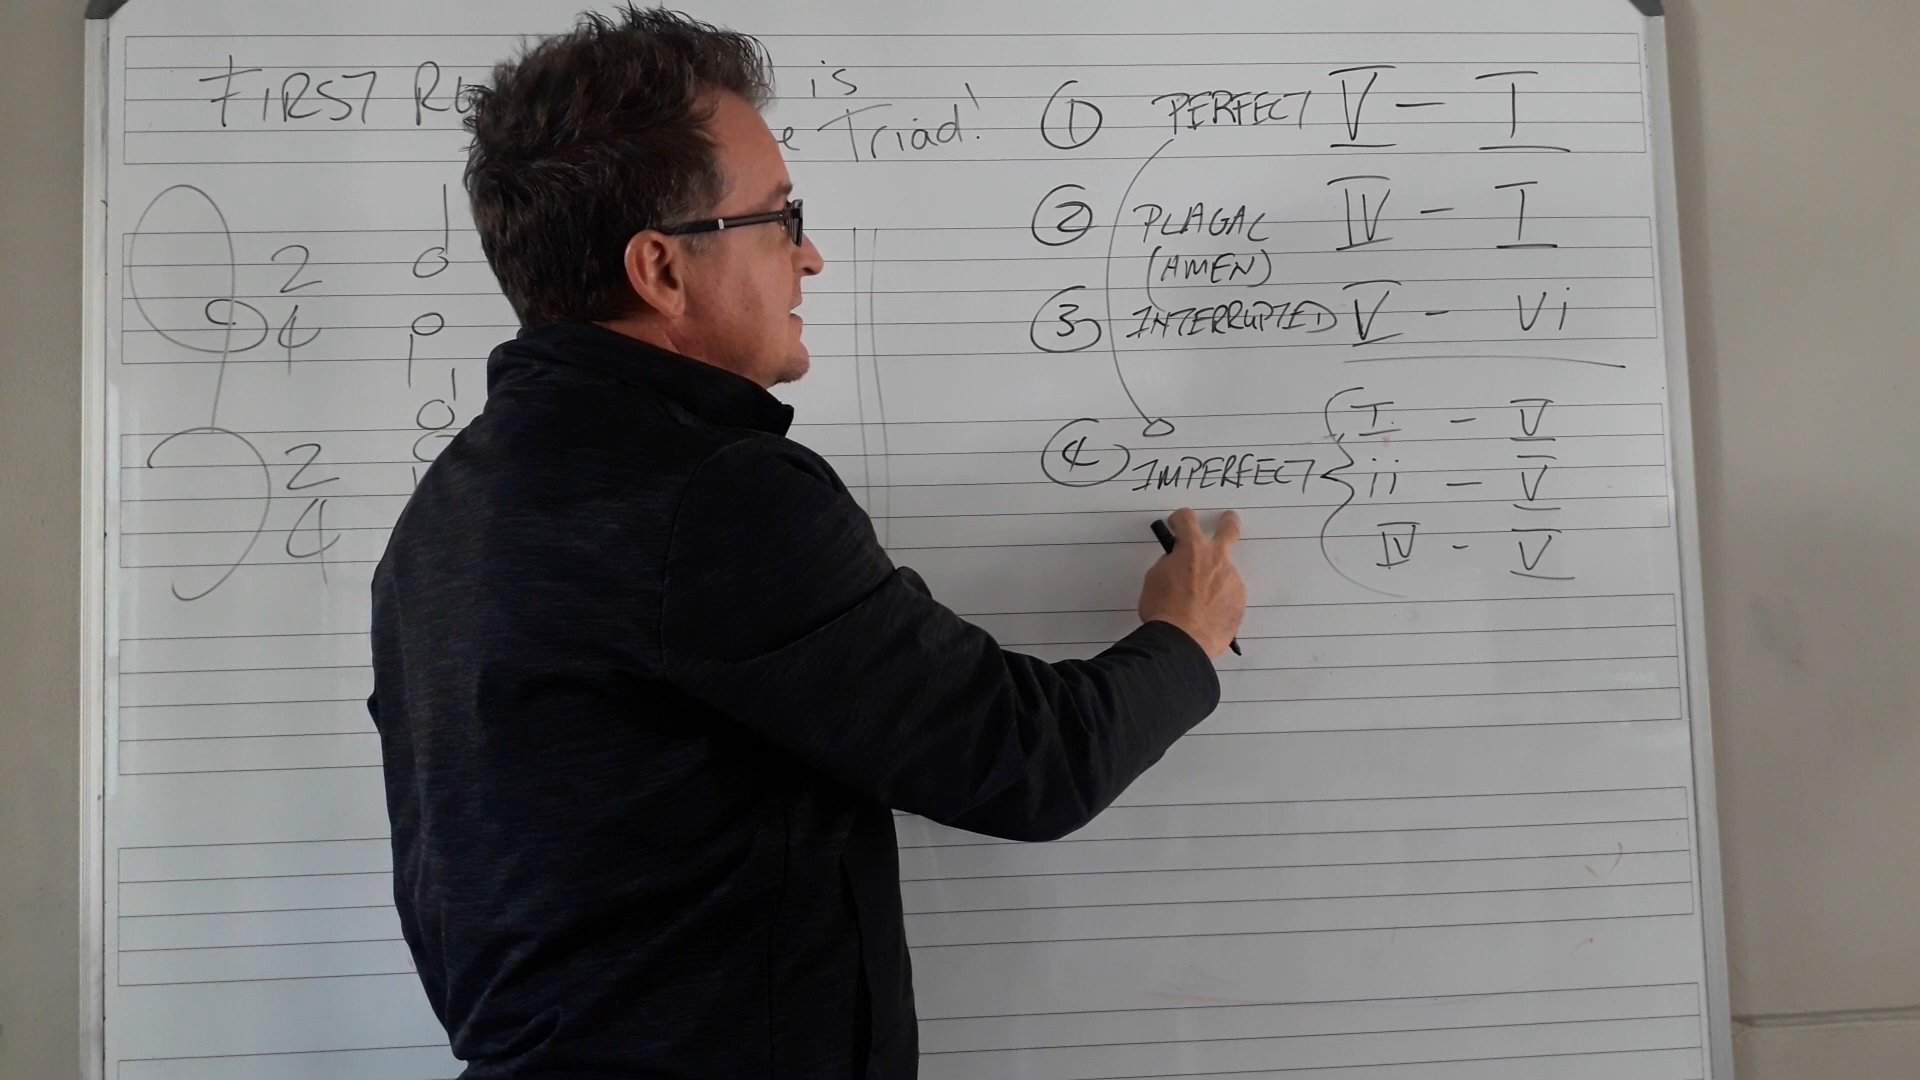 FIRST
is
Triad!
① PERFECT V – I
② PLAGAL IV – I
(AMEN)
③ INTERRUPTED V – vi
④ IMPERFECT I – V
ii – V
IV – V
2
4
2
4